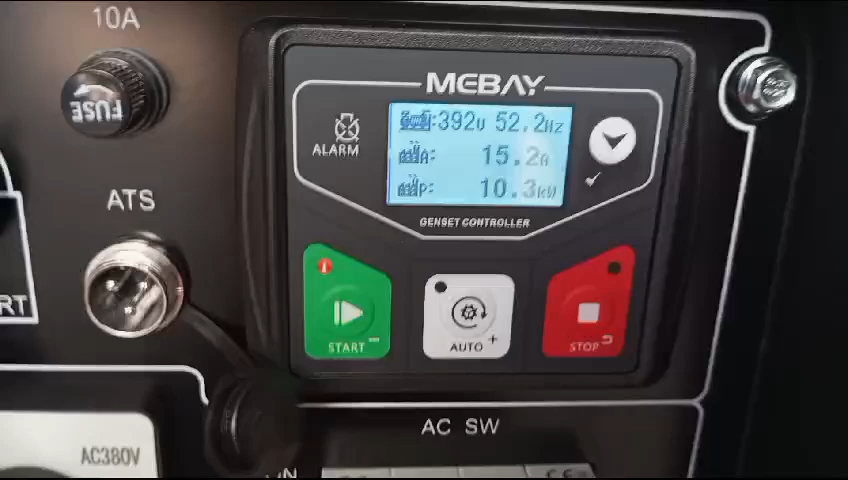 10A
FUSE
MEBAY
ALARM
:392V 52.2Hz
A: 15.2A
P: 10.3kW
GENSET CONTROLLER
ATS
START −
AUTO +
STOP
RT
AC SW
AC380V